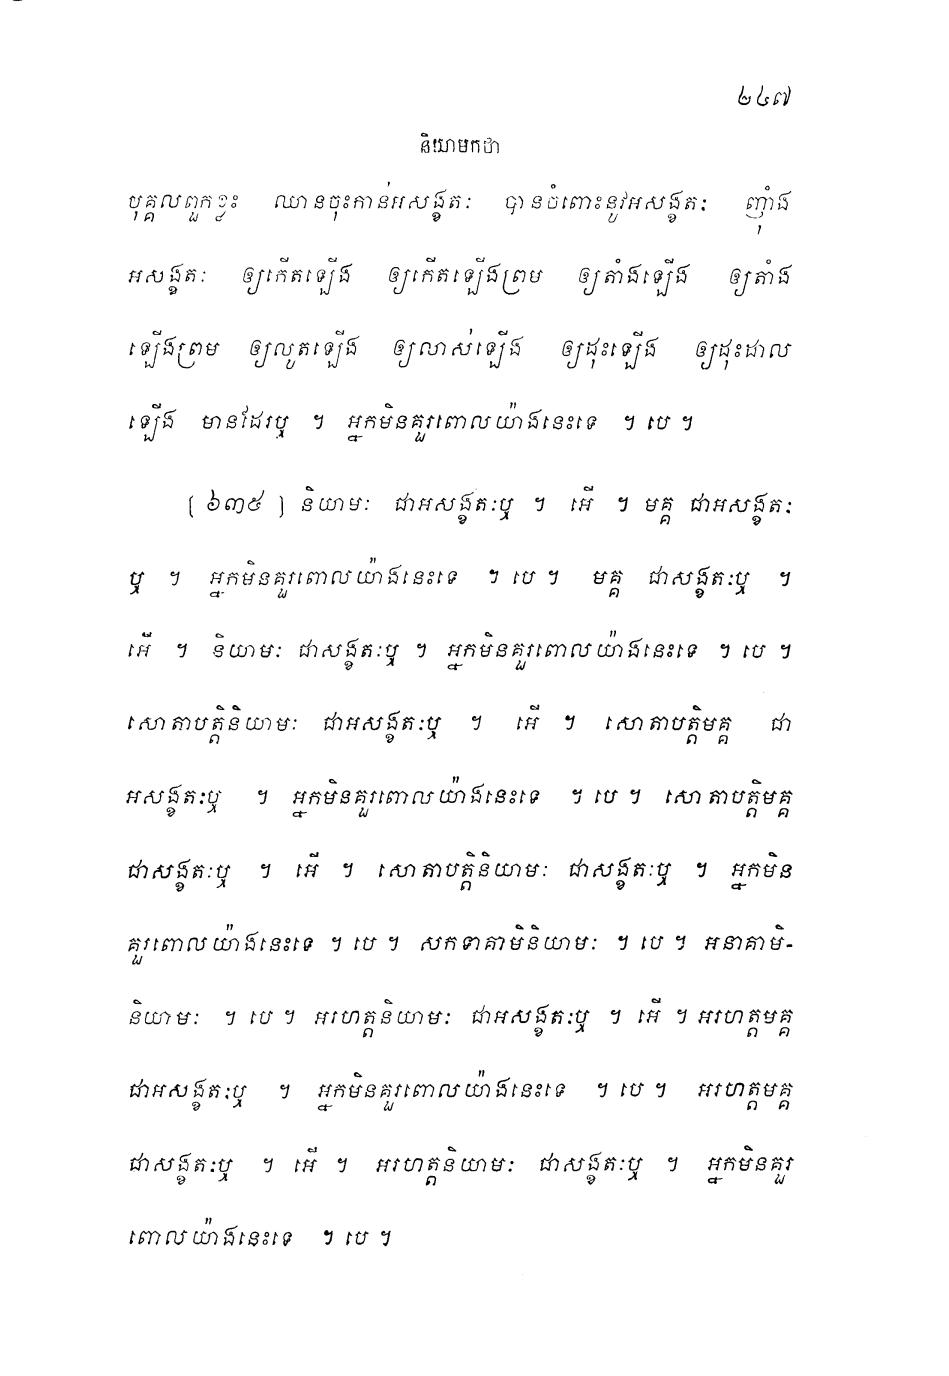 ២៤៧
និយាមកថា
បុគ្គលពួកខ្លះ ឈានចុះកាន់អសង្ខតៈ បានចំពោះនូវអសង្ខតៈ ញុំាង
អសង្ខតៈ ឲ្យកើតឡើង ឲ្យកើតឡើងព្រម ឲ្យតាំងឡើង ឲ្យតាំង
ឡើងព្រម ឲ្យលូតឡើង ឲ្យលាស់ឡើង ឲ្យដុះឡើង ឲ្យដុះដាល
ឡើង មានដែរឬ ។ អ្នកមិនគួរពោលយ៉ាងនេះទេ ។ បេ ។
[ ៦៣៥ ] និយាមៈ ជាអសង្ខតៈឬ ។ អើ ។ មគ្គ ជាអសង្ខតៈ
ឬ ។ អ្នកមិនគួរពោលយ៉ាងនេះទេ ។ បេ ។ មគ្គ ជាសង្ខតៈឬ ។
អើ ។ និយាមៈ ជាសង្ខតៈឬ ។ អ្នកមិនគួរពោលយ៉ាងនេះទេ ។ បេ ។
សោតាបត្តិនិយាមៈ ជាអសង្ខតៈឬ ។ អើ ។ សោតាបត្តិមគ្គ ជា
អសង្ខតៈឬ ។ អ្នកមិនគួរពោលយ៉ាងនេះទេ ។ បេ ។ សោតាបត្តិមគ្គ
ជាសង្ខតៈឬ ។ អើ ។ សោតាបត្តិនិយាមៈ ជាសង្ខតៈឬ ។ អ្នកមិន
គួរពោលយ៉ាងនេះទេ ។ បេ ។ សកទាគាមិនិយាមៈ ។ បេ ។ អនាគាមិ-
និយាមៈ ។ បេ ។ អរហត្តនិយាមៈ ជាអសង្ខតៈឬ ។ អើ ។ អរហត្តមគ្គ
ជាអសង្ខតៈឬ ។ អ្នកមិនគួរពោលយ៉ាងនេះទេ ។ បេ ។ អរហត្តមគ្គ
ជាសង្ខតៈឬ ។ អើ ។ អរហត្តនិយាមៈ ជាសង្ខតៈឬ ។ អ្នកមិនគួរ
ពោលយ៉ាងនេះទេ ។ បេ ។